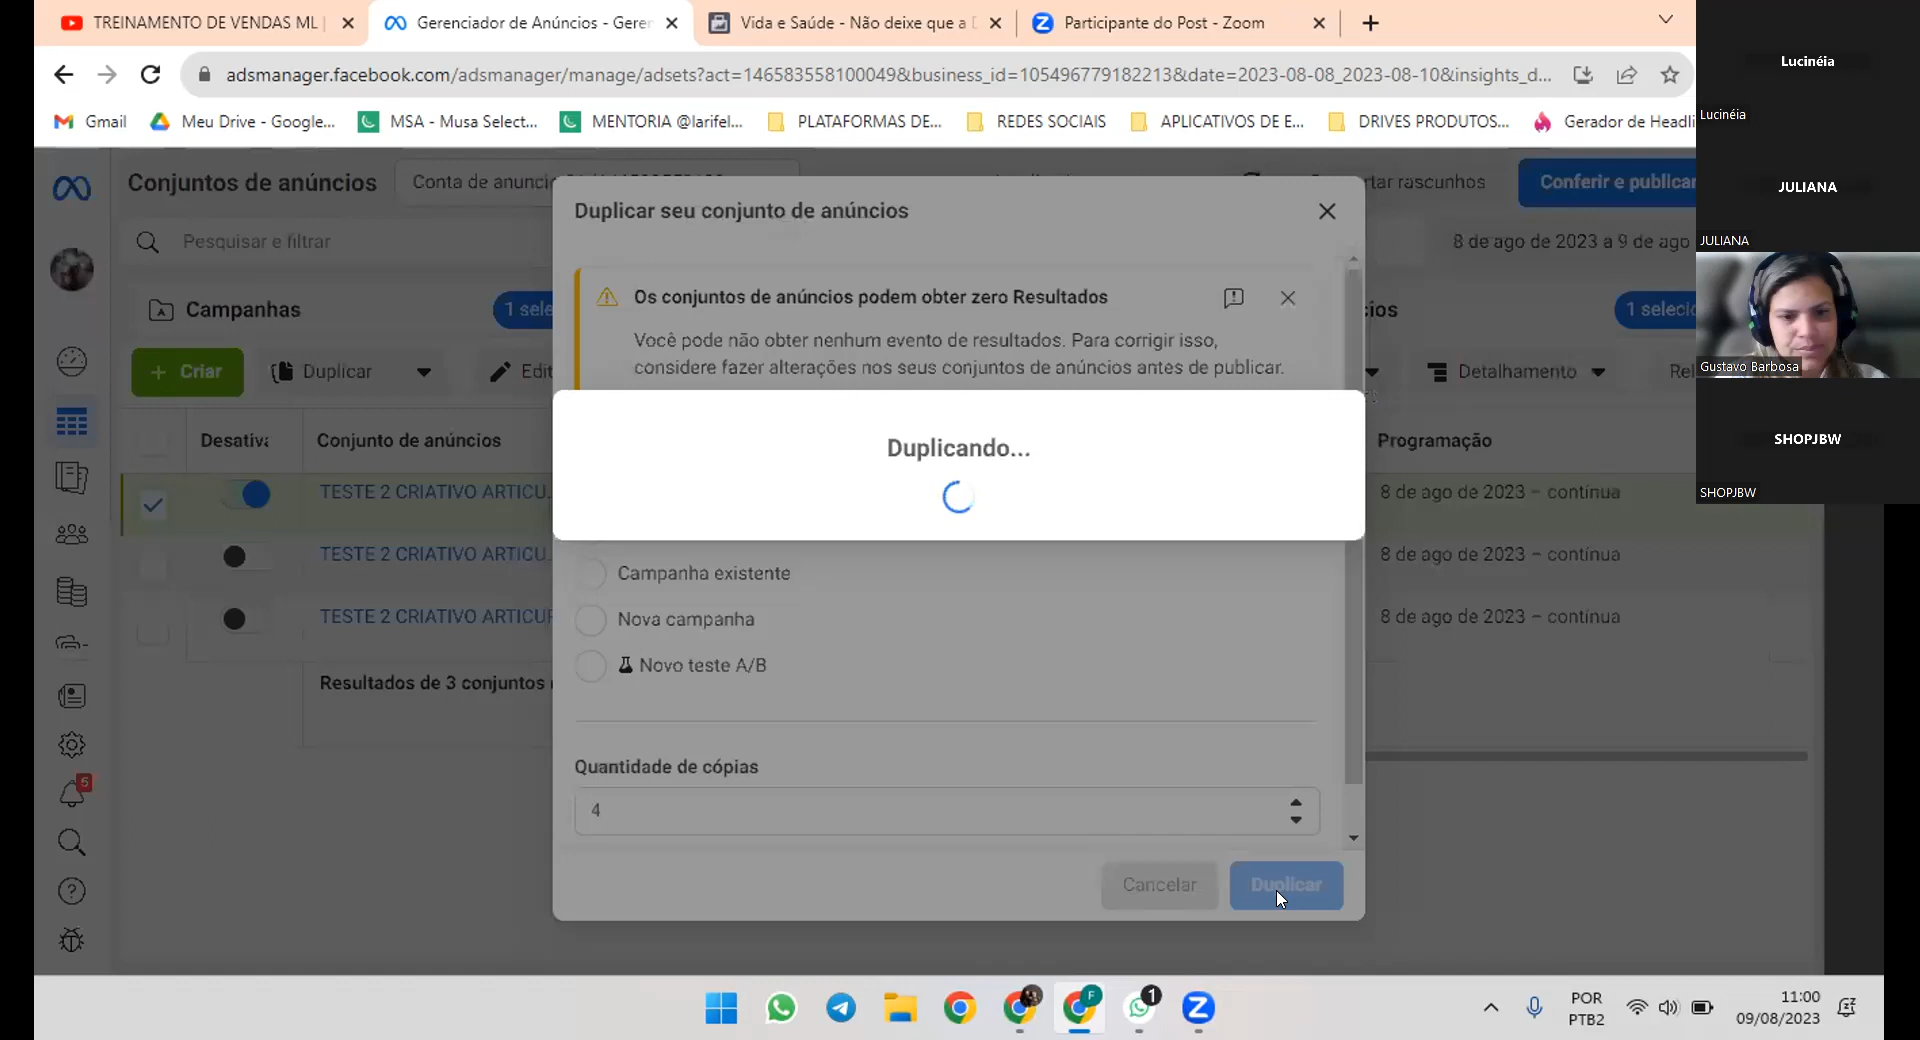 TREINAMENTO DE VENDAS ML |
Gerenciador de Anúncios - Geren
Vida e Saúde - Não deixe que a D
Participante do Post - Zoom
adsmanager.facebook.com/adsmanager/manage/adsets?act=146583558100049&business_id=105496779182213&date=2023-08-08_2023-08-10&insights_d...
Gmail
Meu Drive - Google...
MSA - Musa Select...
MENTORIA @larifel...
PLATAFORMAS DE...
REDES SOCIAIS
APLICATIVOS DE E...
DRIVES PRODUTOS...
Gerador de Headli
Lucinéia
Lucinéia
JULIANA
JULIANA
Gustavo Barbosa
SHOPJBW
SHOPJBW
Conjuntos de anúncios
Conta de anuncio
tar rascunhos
Conferir e publicar
Pesquisar e filtrar
8 de ago de 2023 a 9 de ago
Campanhas
1 sele
ios
1 selecio
+ Criar
Duplicar
Edit
Detalhamento
Rel
Desativa
Conjunto de anúncios
Programação
TESTE 2 CRIATIVO ARTICU...
8 de ago de 2023 – contínua
TESTE 2 CRIATIVO ARTICU...
8 de ago de 2023 – contínua
TESTE 2 CRIATIVO ARTICUR
8 de ago de 2023 – contínua
Resultados de 3 conjuntos
Duplicar seu conjunto de anúncios
Os conjuntos de anúncios podem obter zero Resultados
Você pode não obter nenhum evento de resultados. Para corrigir isso,
considere fazer alterações nos seus conjuntos de anúncios antes de publicar.
Duplicando...
Campanha existente
Nova campanha
Novo teste A/B
Quantidade de cópias
4
Cancelar
Duplicar
5
F
1
POR
PTB2
11:00
09/08/2023